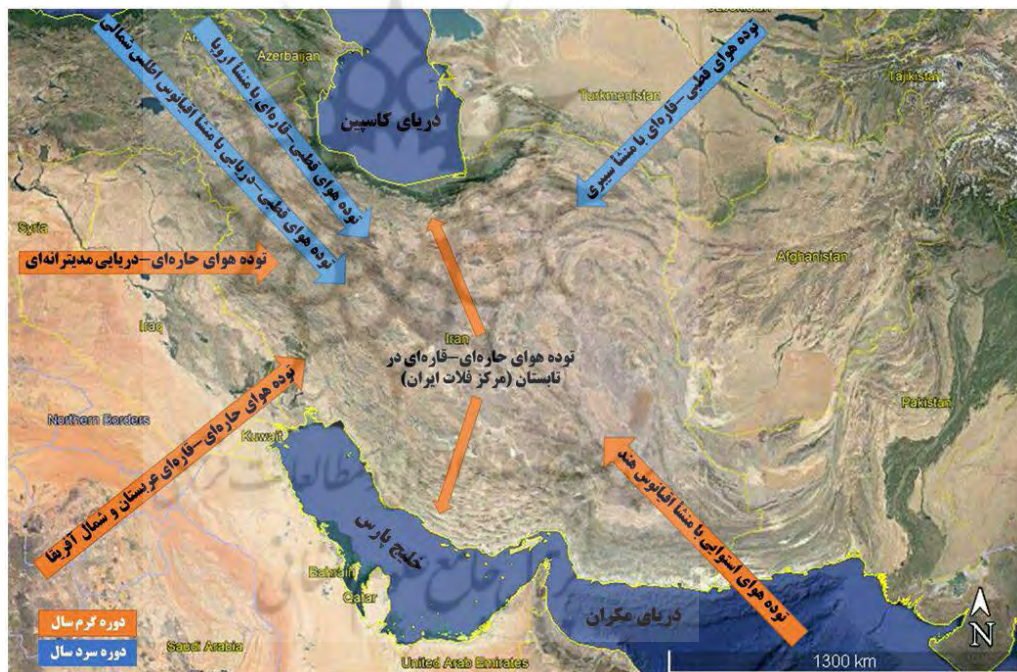 توده هوای قطبی-دریایی با منشأ اقیانوس اطلس شمالی
توده هوای قطبی-قاره‌ای با منشأ اروپا
توده هوای قطبی-قاره‌ای با منشأ سیبری
Azerbaijan
Turkmenistan
Tajikistan
دریای کاسپین
Syria
توده هوای حاره‌ای-دریایی مدیترانه‌ای
Afghanistan
Iraq
Iran
توده هوای حاره‌ای-قاره‌ای در
تابستان (مرکز فلات ایران)
Northern Borders
Kuwait
Pakistan
توده هوای حاره‌ای-قاره‌ای عربستان و شمال آفریقا
توده هوای استوایی با منشأ اقیانوس هند
خلیج پارس
Bahrain
Qatar
دریای مکران
دوره گرم سال
دوره سرد سال
Saudi Arabia
United Arab Emirates
1300 km
N